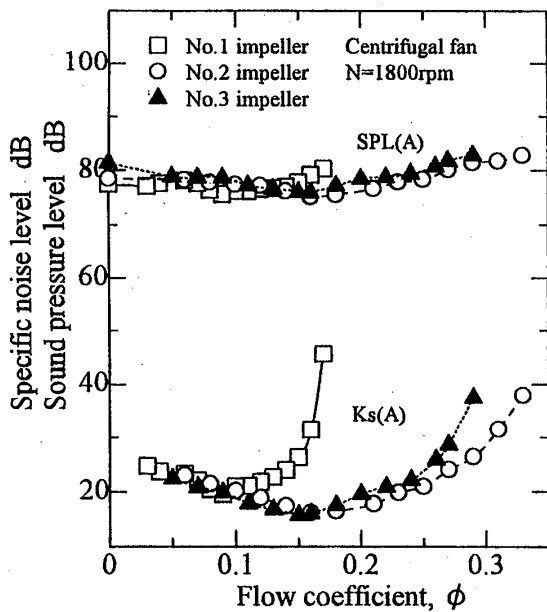 No.1 impeller
No.2 impeller
No.3 impeller
Centrifugal fan
N=1800rpm
SPL(A)
Ks(A)
100
80
60
40
20
0
0.1
0.2
0.3
Specific noise level dB
Sound pressure level dB
Flow coefficient, ϕ